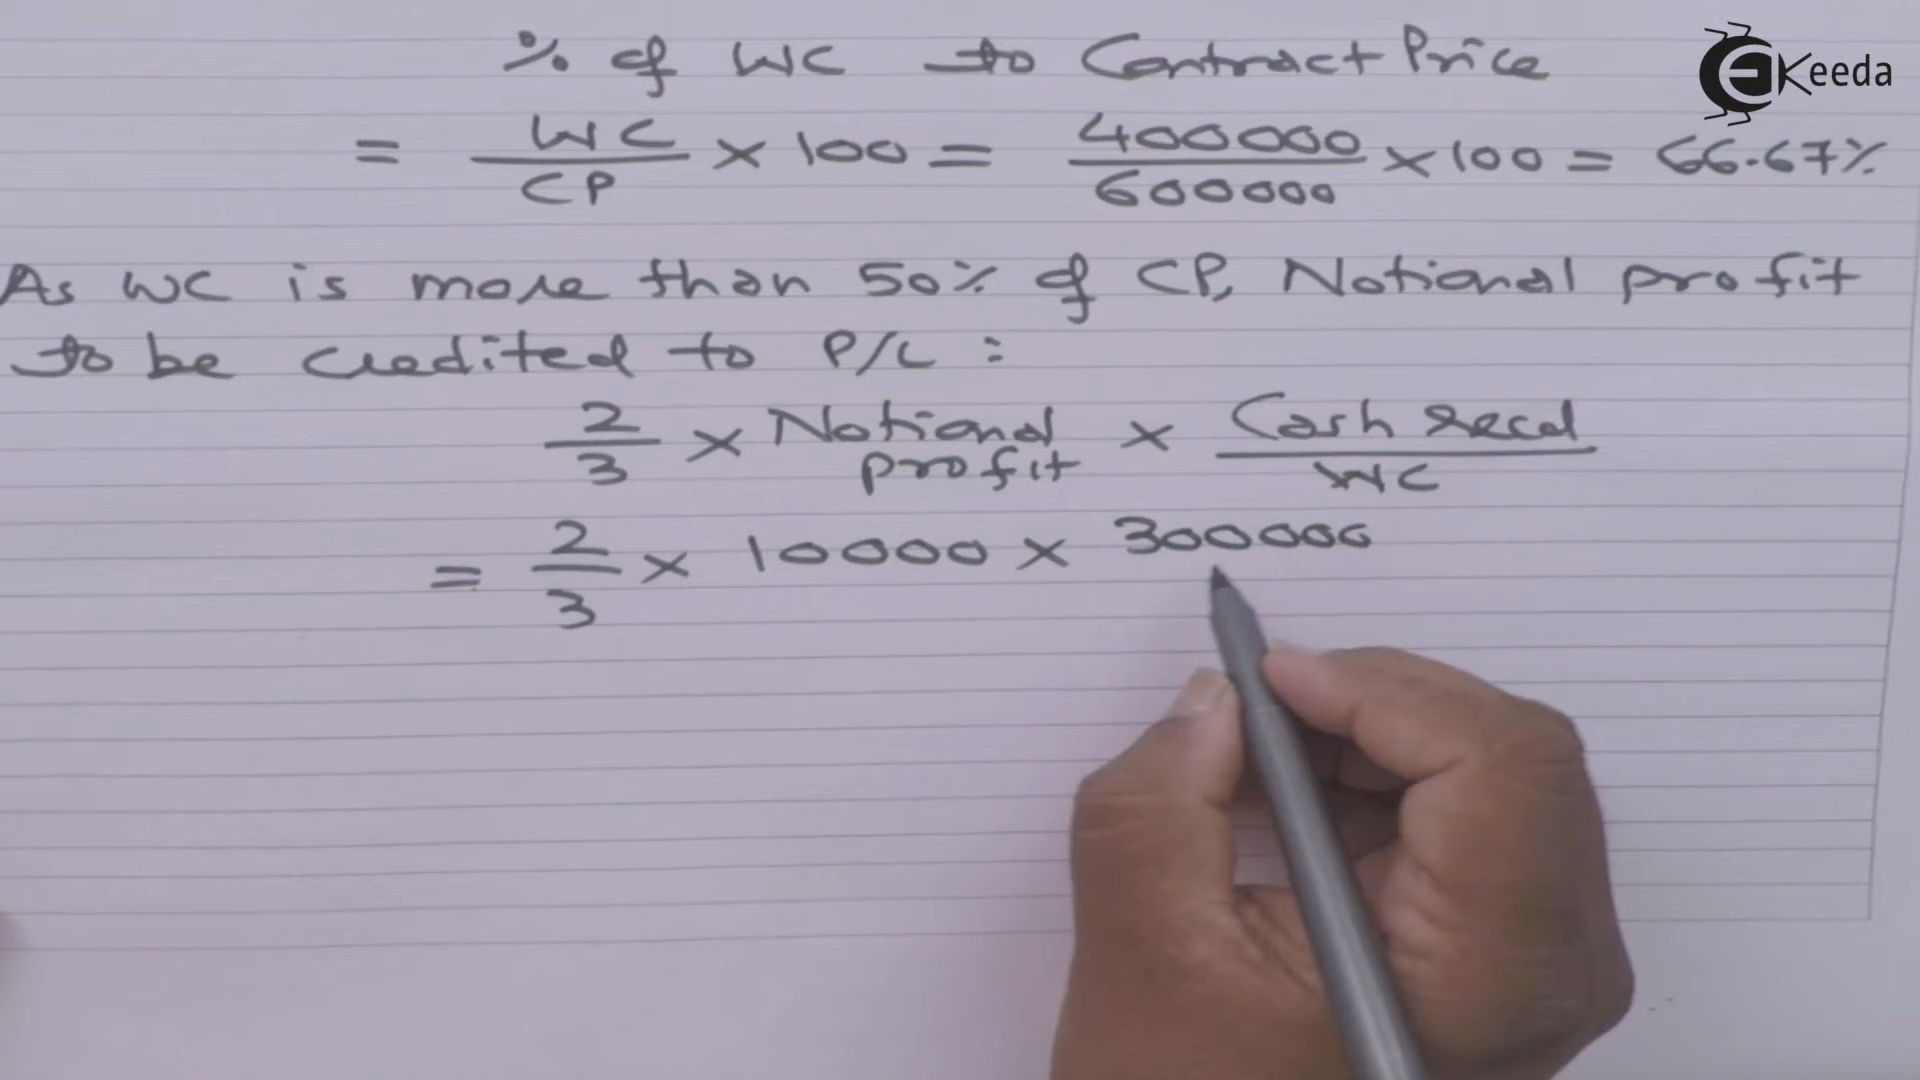 % of WC to Contract Price
= WC / CP × 100 = 400000 / 600000 × 100 = 66.67%
As WC is more than 50% of CP, Notional profit
to be credited to P/L :
2/3 × Notional profit × Cash recd / WC
= 2/3 × 10000 × 300000
EKeeda